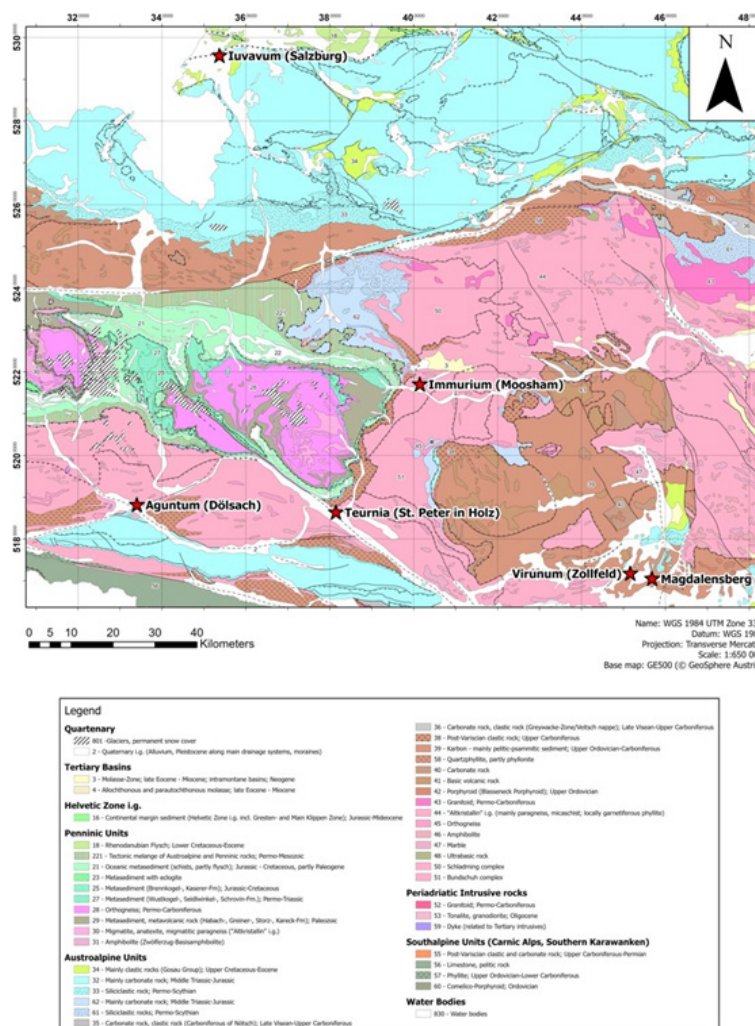 32 34 36 38 40 42 44 46 48
N
530
528
526
524
522
520
518
Iuvavum (Salzburg)
Immurium (Moosham)
Aguntum (Dölsach)
Teurnia (St. Peter in Holz)
Virunum (Zollfeld)
Magdalensberg
0 5 10 20 30 40
Kilometers
Name: WGS 1984 UTM Zone 33
Datum: WGS 198
Projection: Transverse Mercat
Scale: 1:650 00
Base map: GE500 (© GeoSphere Austri
Legend
Quartenary
801 -Glaciers, permanent snow cover
2 - Quaternary i.g. (Alluvium, Pleistocene along main drainage systems, moraines)
Tertiary Basins
3 - Molasse-Zone; late Eocene - Miocene; intramontane basins; Neogene
4 - Allochthonous and parautochthonous molasse; late Eocene - Miocene
Helvetic Zone i.g.
16 - Continental margin sediment (Helvetic Zone i.g. incl. Gresten- and Main Klippen Zone); Jurassic-Mideocene
Penninic Units
18 - Rhenodanubian Flysch; Lower Cretaceous-Eocene
221 - Tectonic melange of Austroalpine and Penninic rocks; Permo-Mesozoic
21 - Oceanic metasediment (schists, partly flysch); Jurassic - Cretaceous, partly Paleogene
23 - Metasediment with eclogite
25 - Metasediment (Brennkogel-, Kaserer-Fm); Jurassic-Cretaceous
27 - Metasediment (Wustkogel-, Seidlwinkel-, Schrovin-Fm.); Permo-Triassic
28 - Orthogneiss; Permo-Carboniferous
29 - Metasediment, metavolcanic rock (Habach-, Greiner-, Storz-, Kareck-Fm); Paleozoic
30 - Migmatite, anatexite, migmatitic paragneiss ("Altkristallin" i.g.)
31 - Amphibolite (Zwölferzug-Basisamphibolite)
Austroalpine Units
34 - Mainly clastic rocks (Gosau Group); Upper Cretaceous-Eocene
32 - Mainly carbonate rock; Middle Triassic-Jurassic
33 - Siliciclastic rock; Permo-Scythian
62 - Mainly carbonate rock; Middle Triassic-Jurassic
61 - Siliclastic rocks; Permo-Scythian
35 - Carbonate rock, clastic rock (Carboniferous of Nötsch); Late Visean-Upper Carboniferous
36 - Carbonate rock, clastic rock (Greywacke-Zone/Veitsch nappe); Late Visean-Upper Carboniferous
38 - Post-Variscian clastic rock; Upper Carboniferous
39 - Karbon - mainly pelitic-psammitic sediment; Upper Ordovician-Carboniferous
58 - Quartzphyllite, partly phyllonite
40 - Carbonate rock
41 - Basic volcanic rock
42 - Porphyroid (Blasseneck Porphyroid); Upper Ordovician
43 - Granitoid, Permo-Carboniferous
44 - "Altkristallin" i.g. (mainly paragneiss, micaschist; locally garnetiferous phyllite)
45 - Orthogneiss
46 - Amphibolite
47 - Marble
48 - Ultrabasic rock
50 - Schladming complex
51 - Bundschuh complex
Periadriatic Intrusive rocks
52 - Granitoid; Permo-Carboniferous
53 - Tonalite, granodiorite; Oligocene
59 - Dyke (related to Tertiary intrusives)
Southalpine Units (Carnic Alps, Southern Karawanken)
55 - Post-Variscian clastic and carbonate rock; Upper Carboniferous-Permian
56 - Limestone, pelitic rock
57 - Phyllite; Upper Ordovician-Lower Carboniferous
60 - Comelico-Porphyroid; Ordovician
Water Bodies
830 - Water bodies